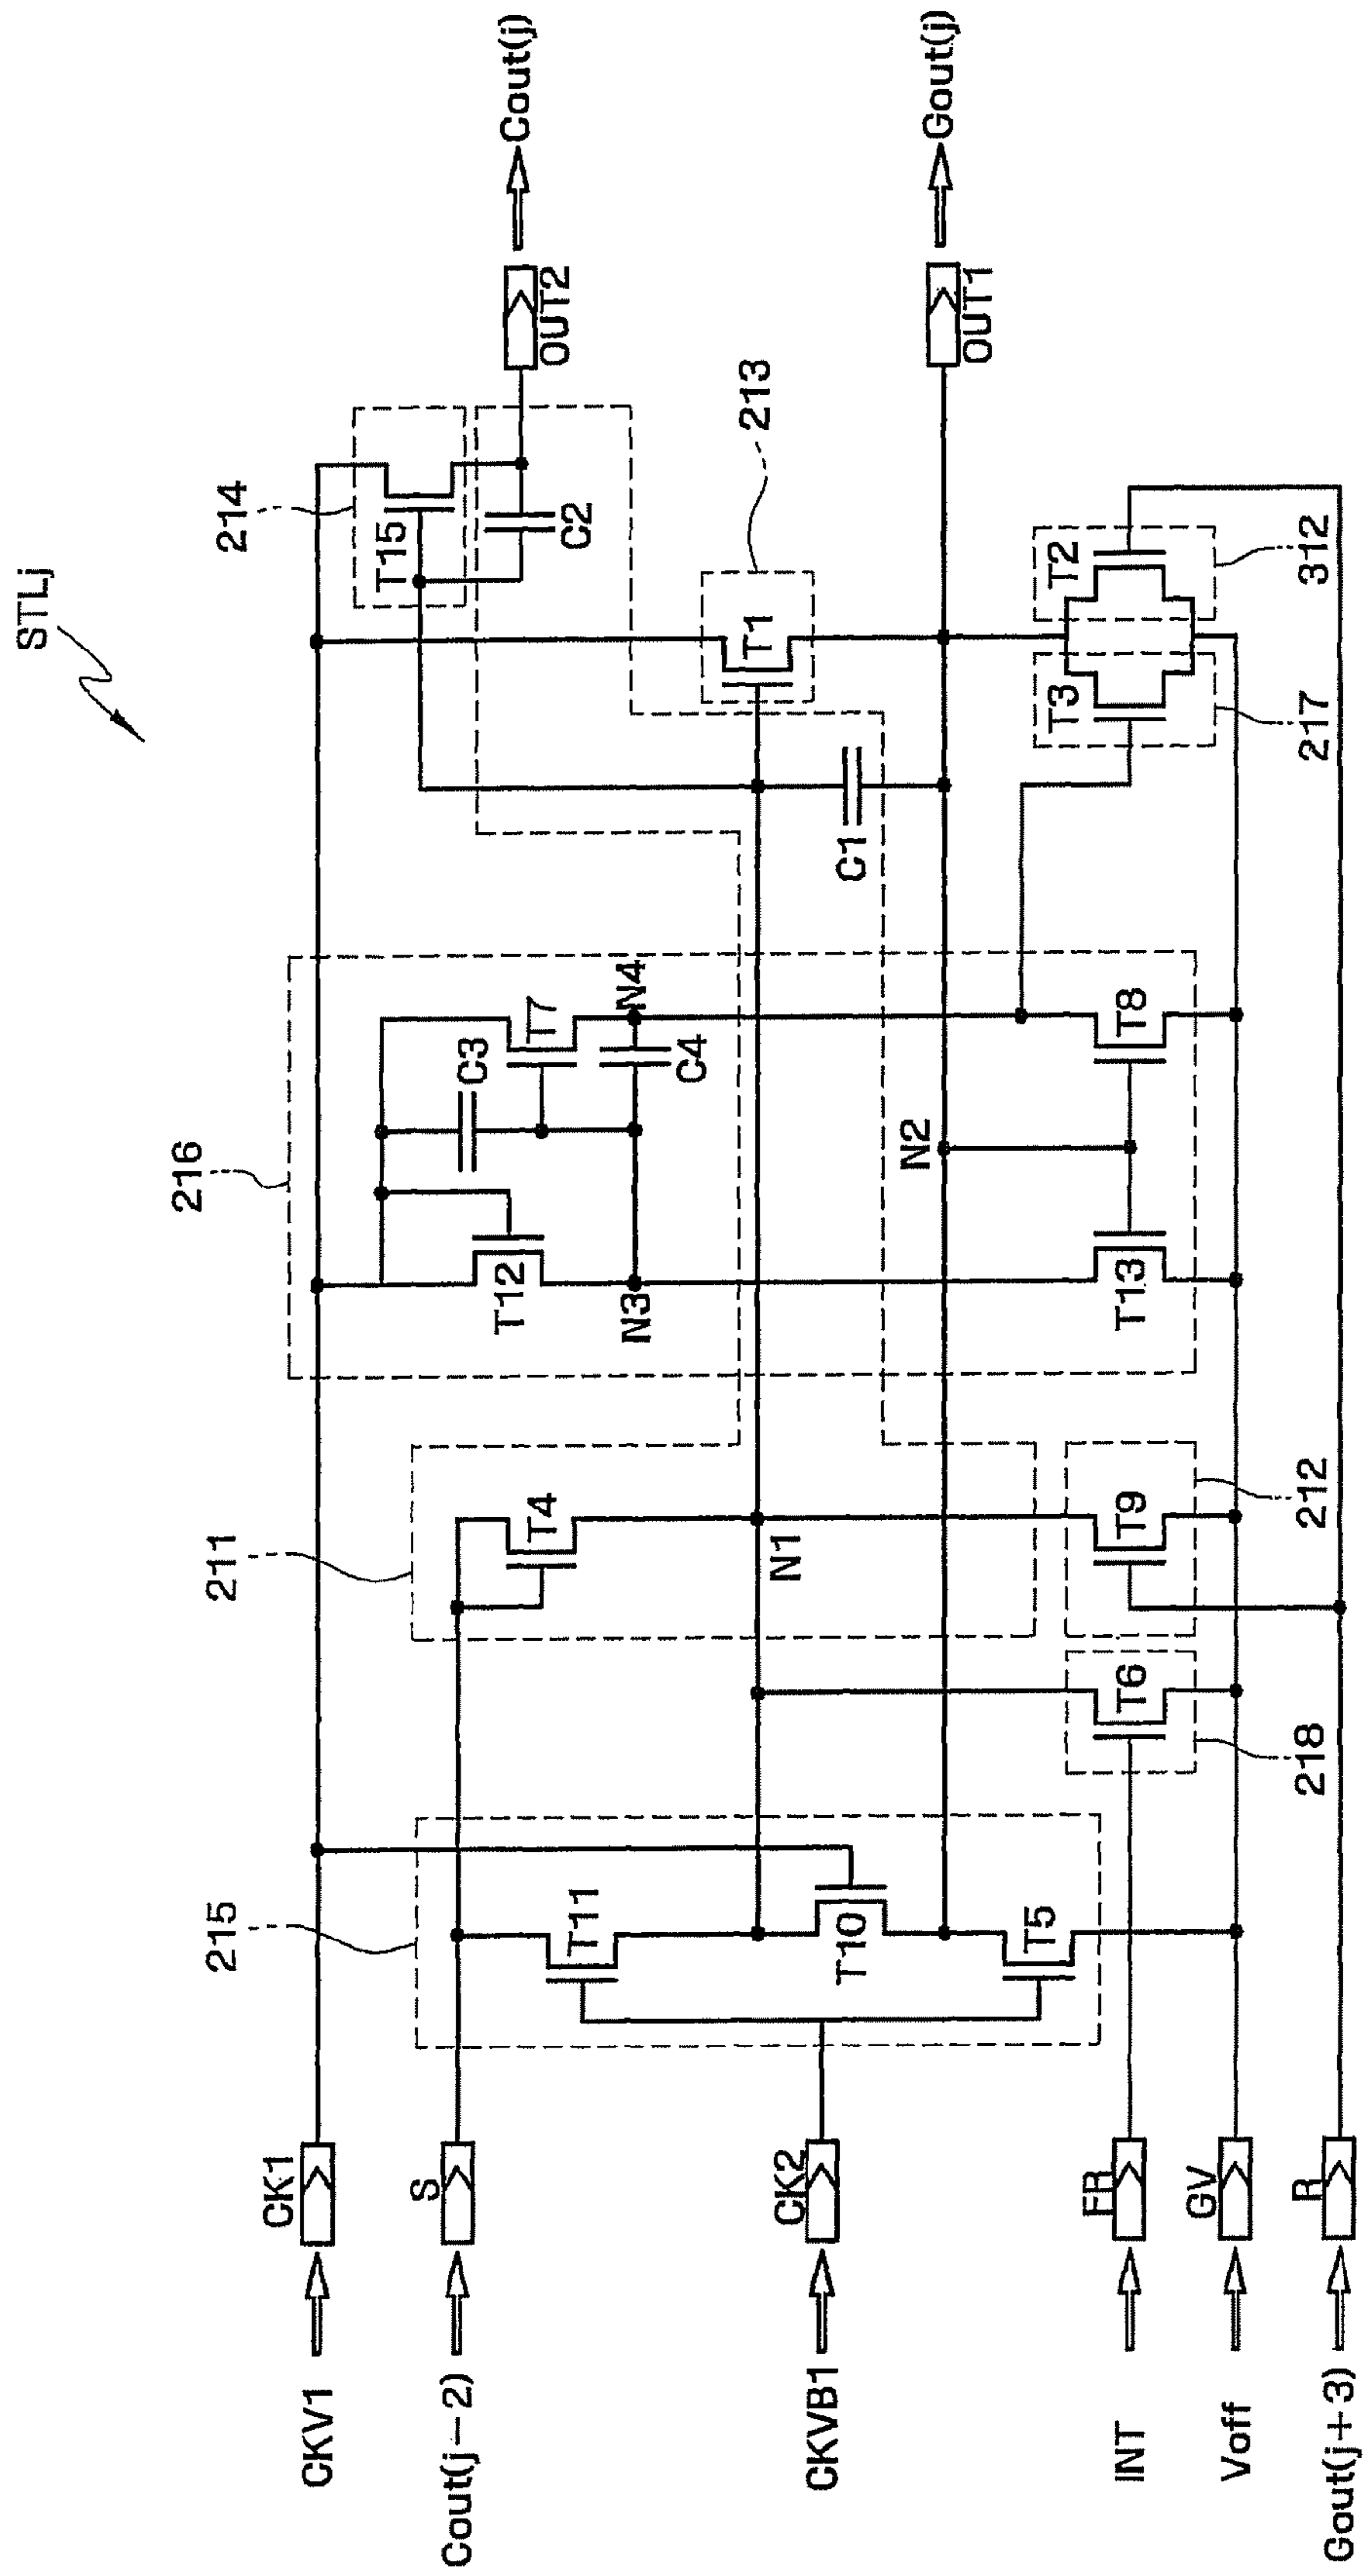 STLj
CKV1
CK1
Cout(j−2)
S
CKVB1
CK2
INT
FR
Voff
GV
Gout(j+3)
R
215
T11
T10
T5
218
T6
211
T4
N1
212
T9
216
T12
C3
T7
N3
C4
N4
N2
T13
T8
C1
214
T15
C2
213
T1
T3
217
T2
312
OUT2
Cout(j)
OUT1
Gout(j)